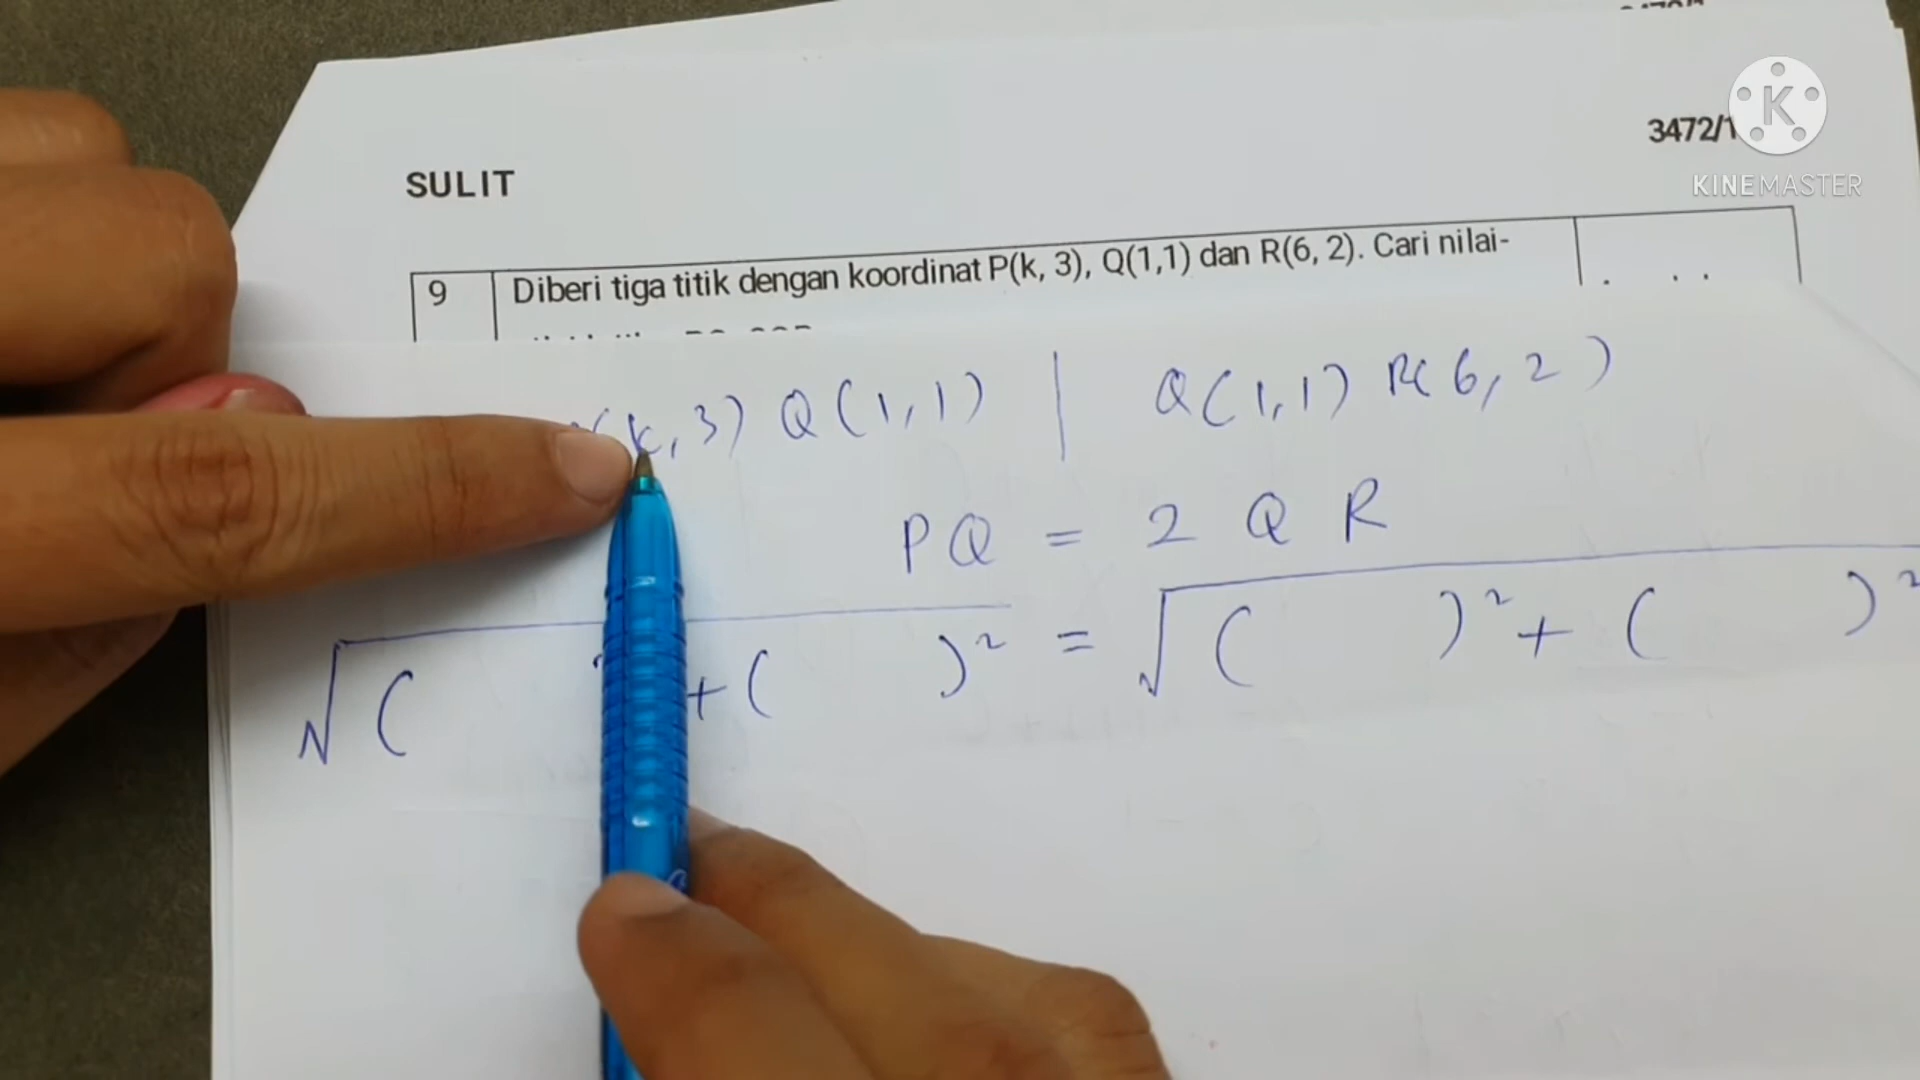 3472/1
KINEMASTER
SULIT
9 Diberi tiga titik dengan koordinat P(k, 3), Q(1,1) dan R(6, 2). Cari nilai-
(k, 3) Q(1,1) | Q(1,1) R(6, 2)
PQ = 2 QR
√( ² + ( )² = √( )² + ( )²